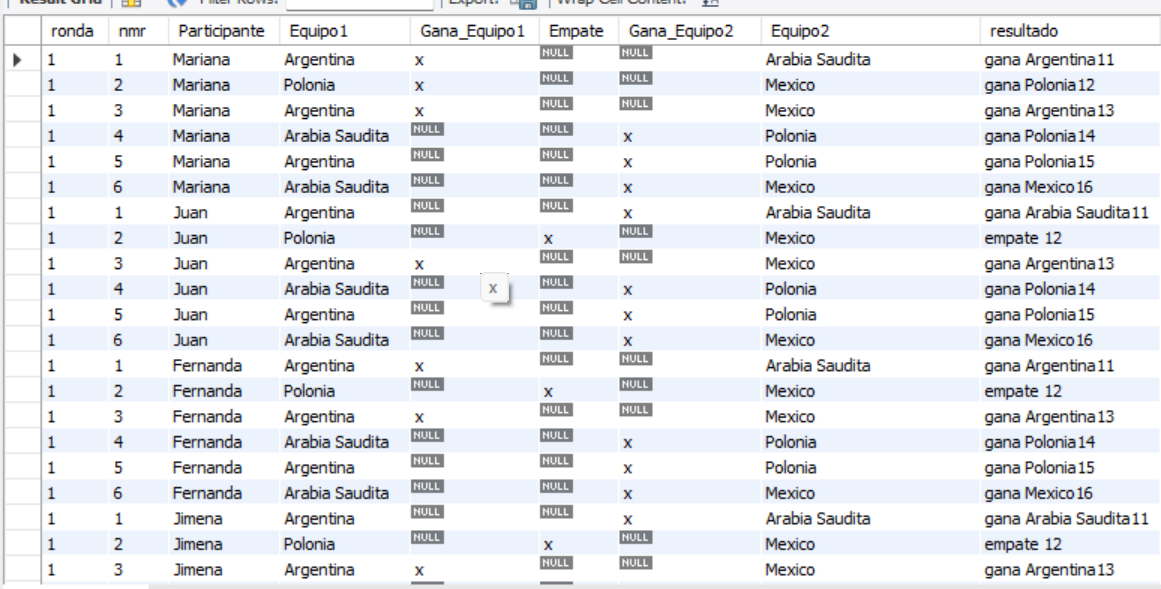 Result Grid | Filter Rows: | Export: | Wrap Cell Content:
ronda nmr Participante Equipo1 Gana_Equipo1 Empate Gana_Equipo2 Equipo2 resultado
1 1 Mariana Argentina x NULL NULL Arabia Saudita gana Argentina11
1 2 Mariana Polonia x NULL NULL Mexico gana Polonia12
1 3 Mariana Argentina x NULL NULL Mexico gana Argentina13
1 4 Mariana Arabia Saudita NULL NULL x Polonia gana Polonia14
1 5 Mariana Argentina NULL NULL x Polonia gana Polonia15
1 6 Mariana Arabia Saudita NULL NULL x Mexico gana Mexico16
1 1 Juan Argentina NULL NULL x Arabia Saudita gana Arabia Saudita11
1 2 Juan Polonia NULL x NULL Mexico empate 12
1 3 Juan Argentina x NULL NULL Mexico gana Argentina13
1 4 Juan Arabia Saudita NULL x NULL x Polonia gana Polonia14
1 5 Juan Argentina NULL NULL x Polonia gana Polonia15
1 6 Juan Arabia Saudita NULL NULL x Mexico gana Mexico16
1 1 Fernanda Argentina x NULL NULL Arabia Saudita gana Argentina11
1 2 Fernanda Polonia NULL x NULL Mexico empate 12
1 3 Fernanda Argentina x NULL NULL Mexico gana Argentina13
1 4 Fernanda Arabia Saudita NULL NULL x Polonia gana Polonia14
1 5 Fernanda Argentina NULL NULL x Polonia gana Polonia15
1 6 Fernanda Arabia Saudita NULL NULL x Mexico gana Mexico16
1 1 Jimena Argentina NULL NULL x Arabia Saudita gana Arabia Saudita11
1 2 Jimena Polonia NULL x NULL Mexico empate 12
1 3 Jimena Argentina x NULL NULL Mexico gana Argentina13